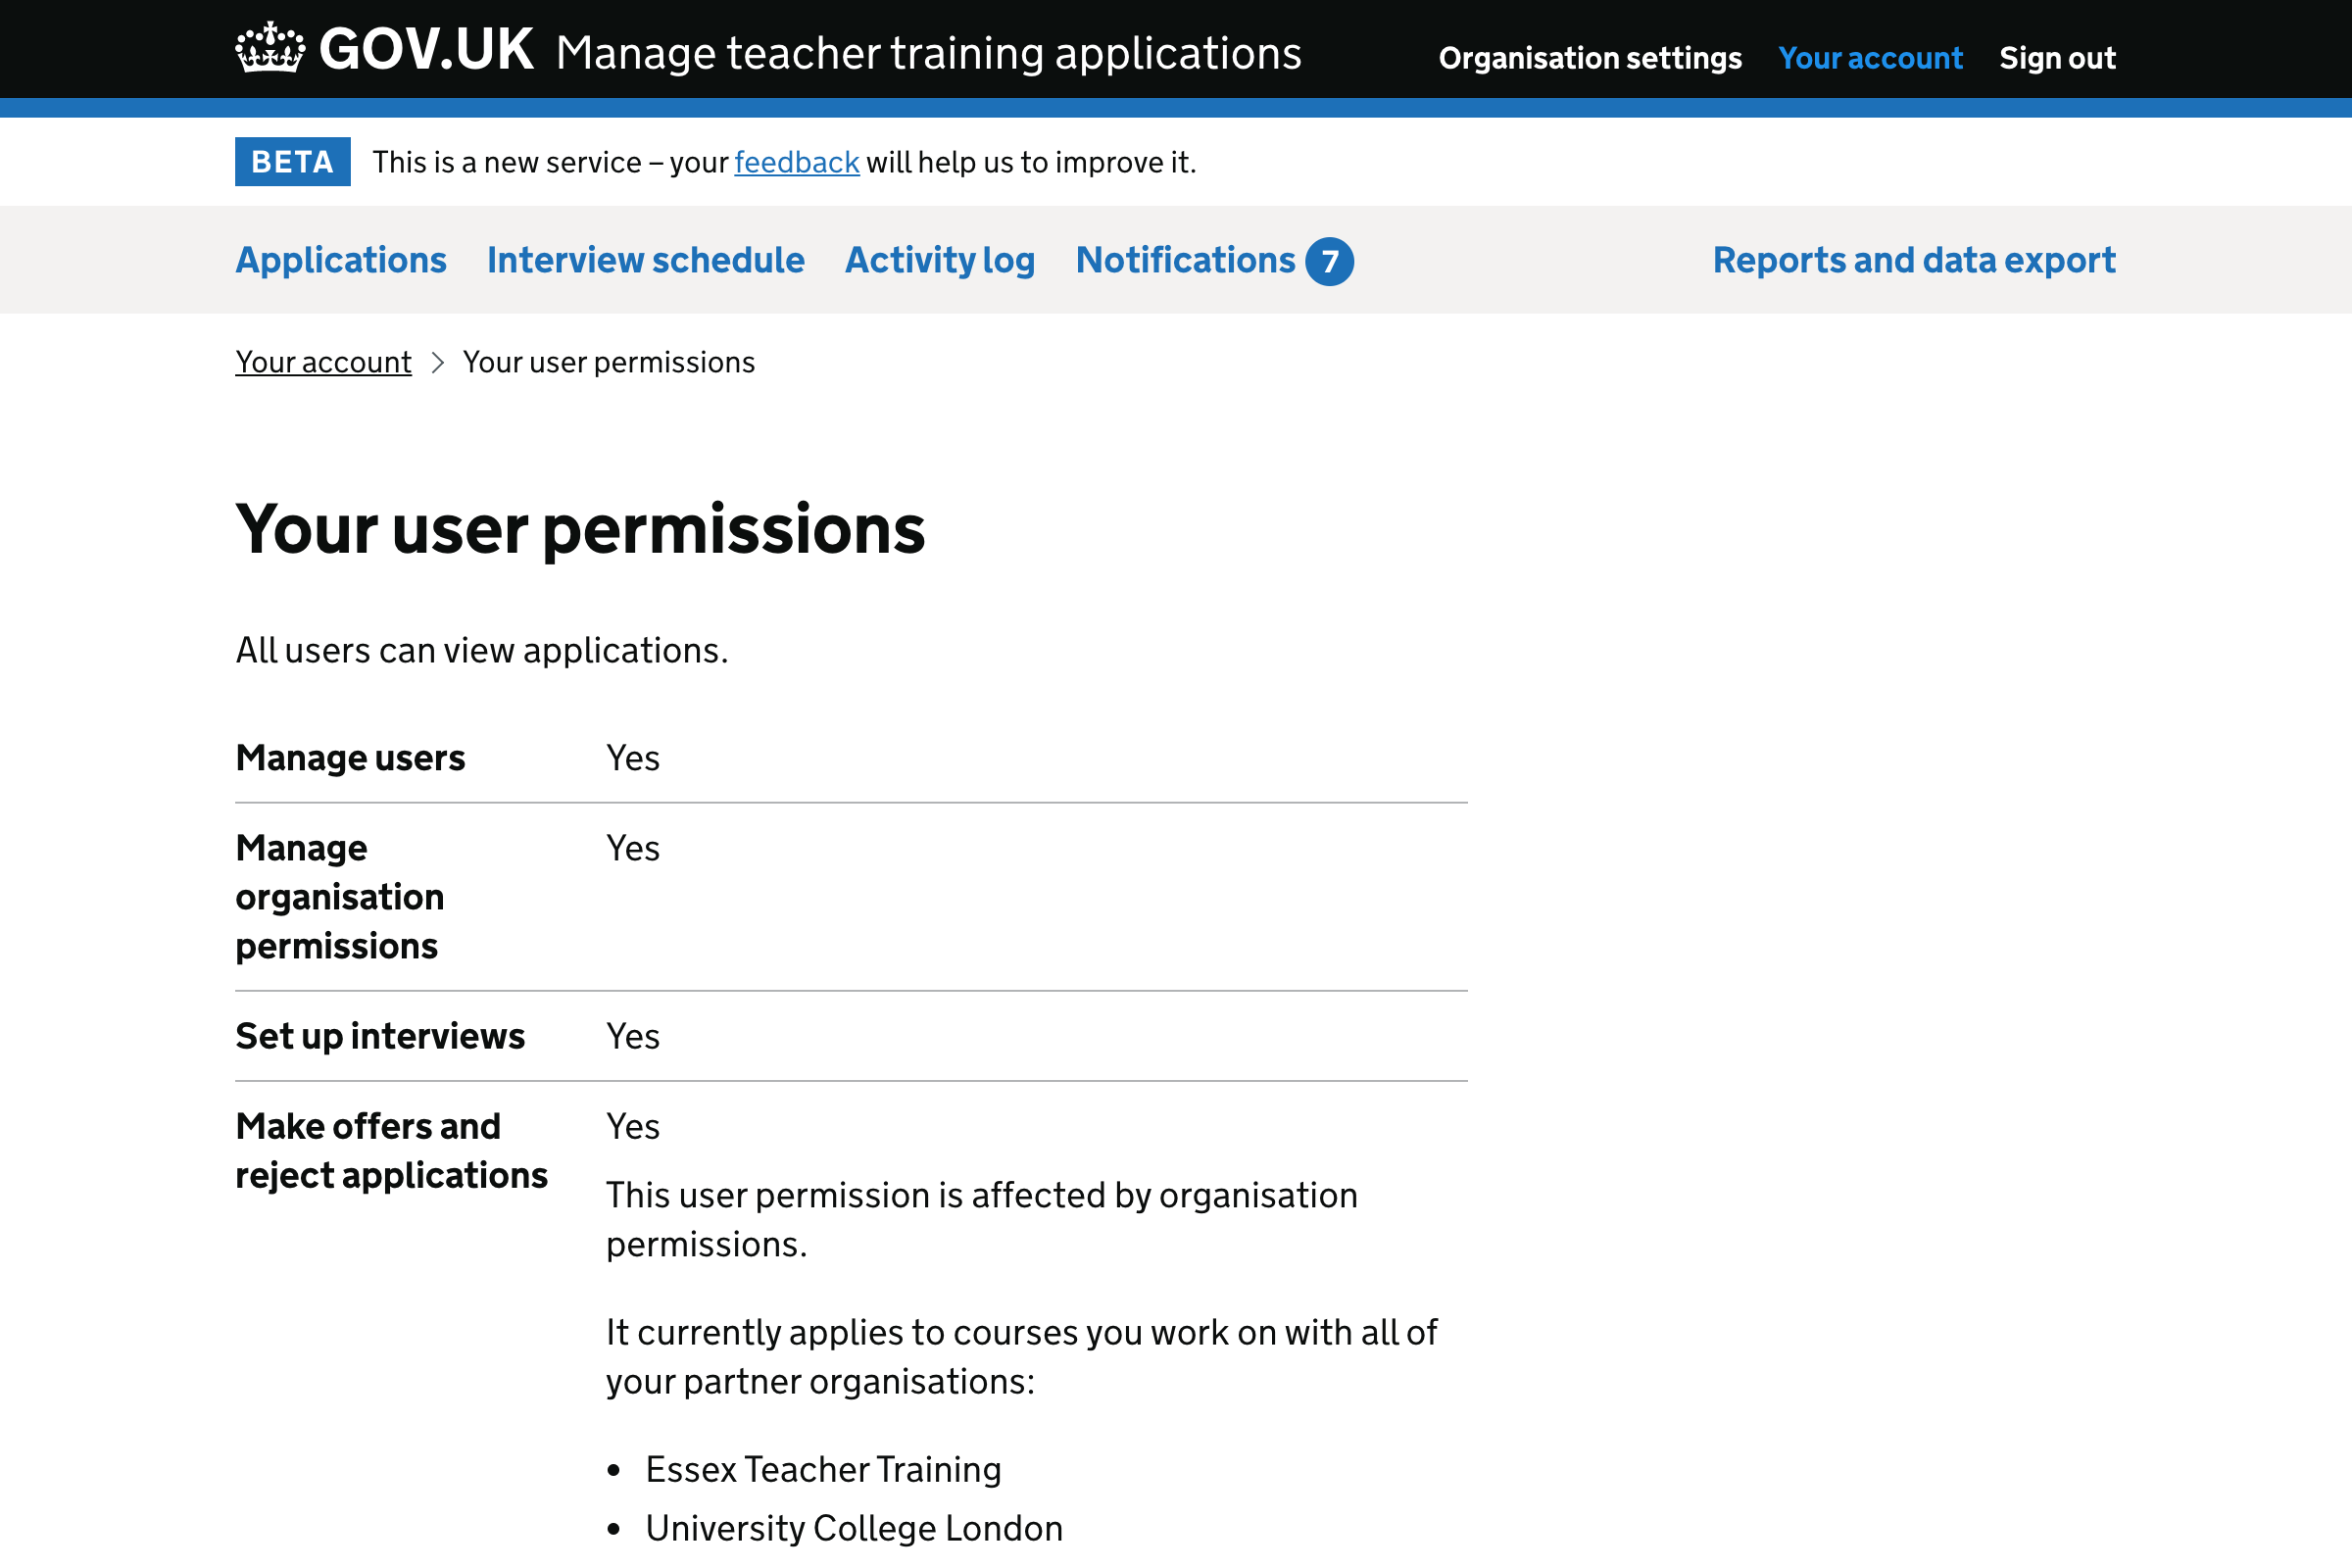 GOV.UK Manage teacher training applications Organisation settings Your account Sign out
BETA This is a new service – your feedback will help us to improve it.
Applications Interview schedule Activity log Notifications 7 Reports and data export
Your account Your user permissions
Your user permissions
All users can view applications.
Manage users Yes
Manage Yes
organisation
permissions
Set up interviews Yes
Make offers and Yes
reject applications
This user permission is affected by organisation
permissions.
It currently applies to courses you work on with all of
your partner organisations:
• Essex Teacher Training
• University College London